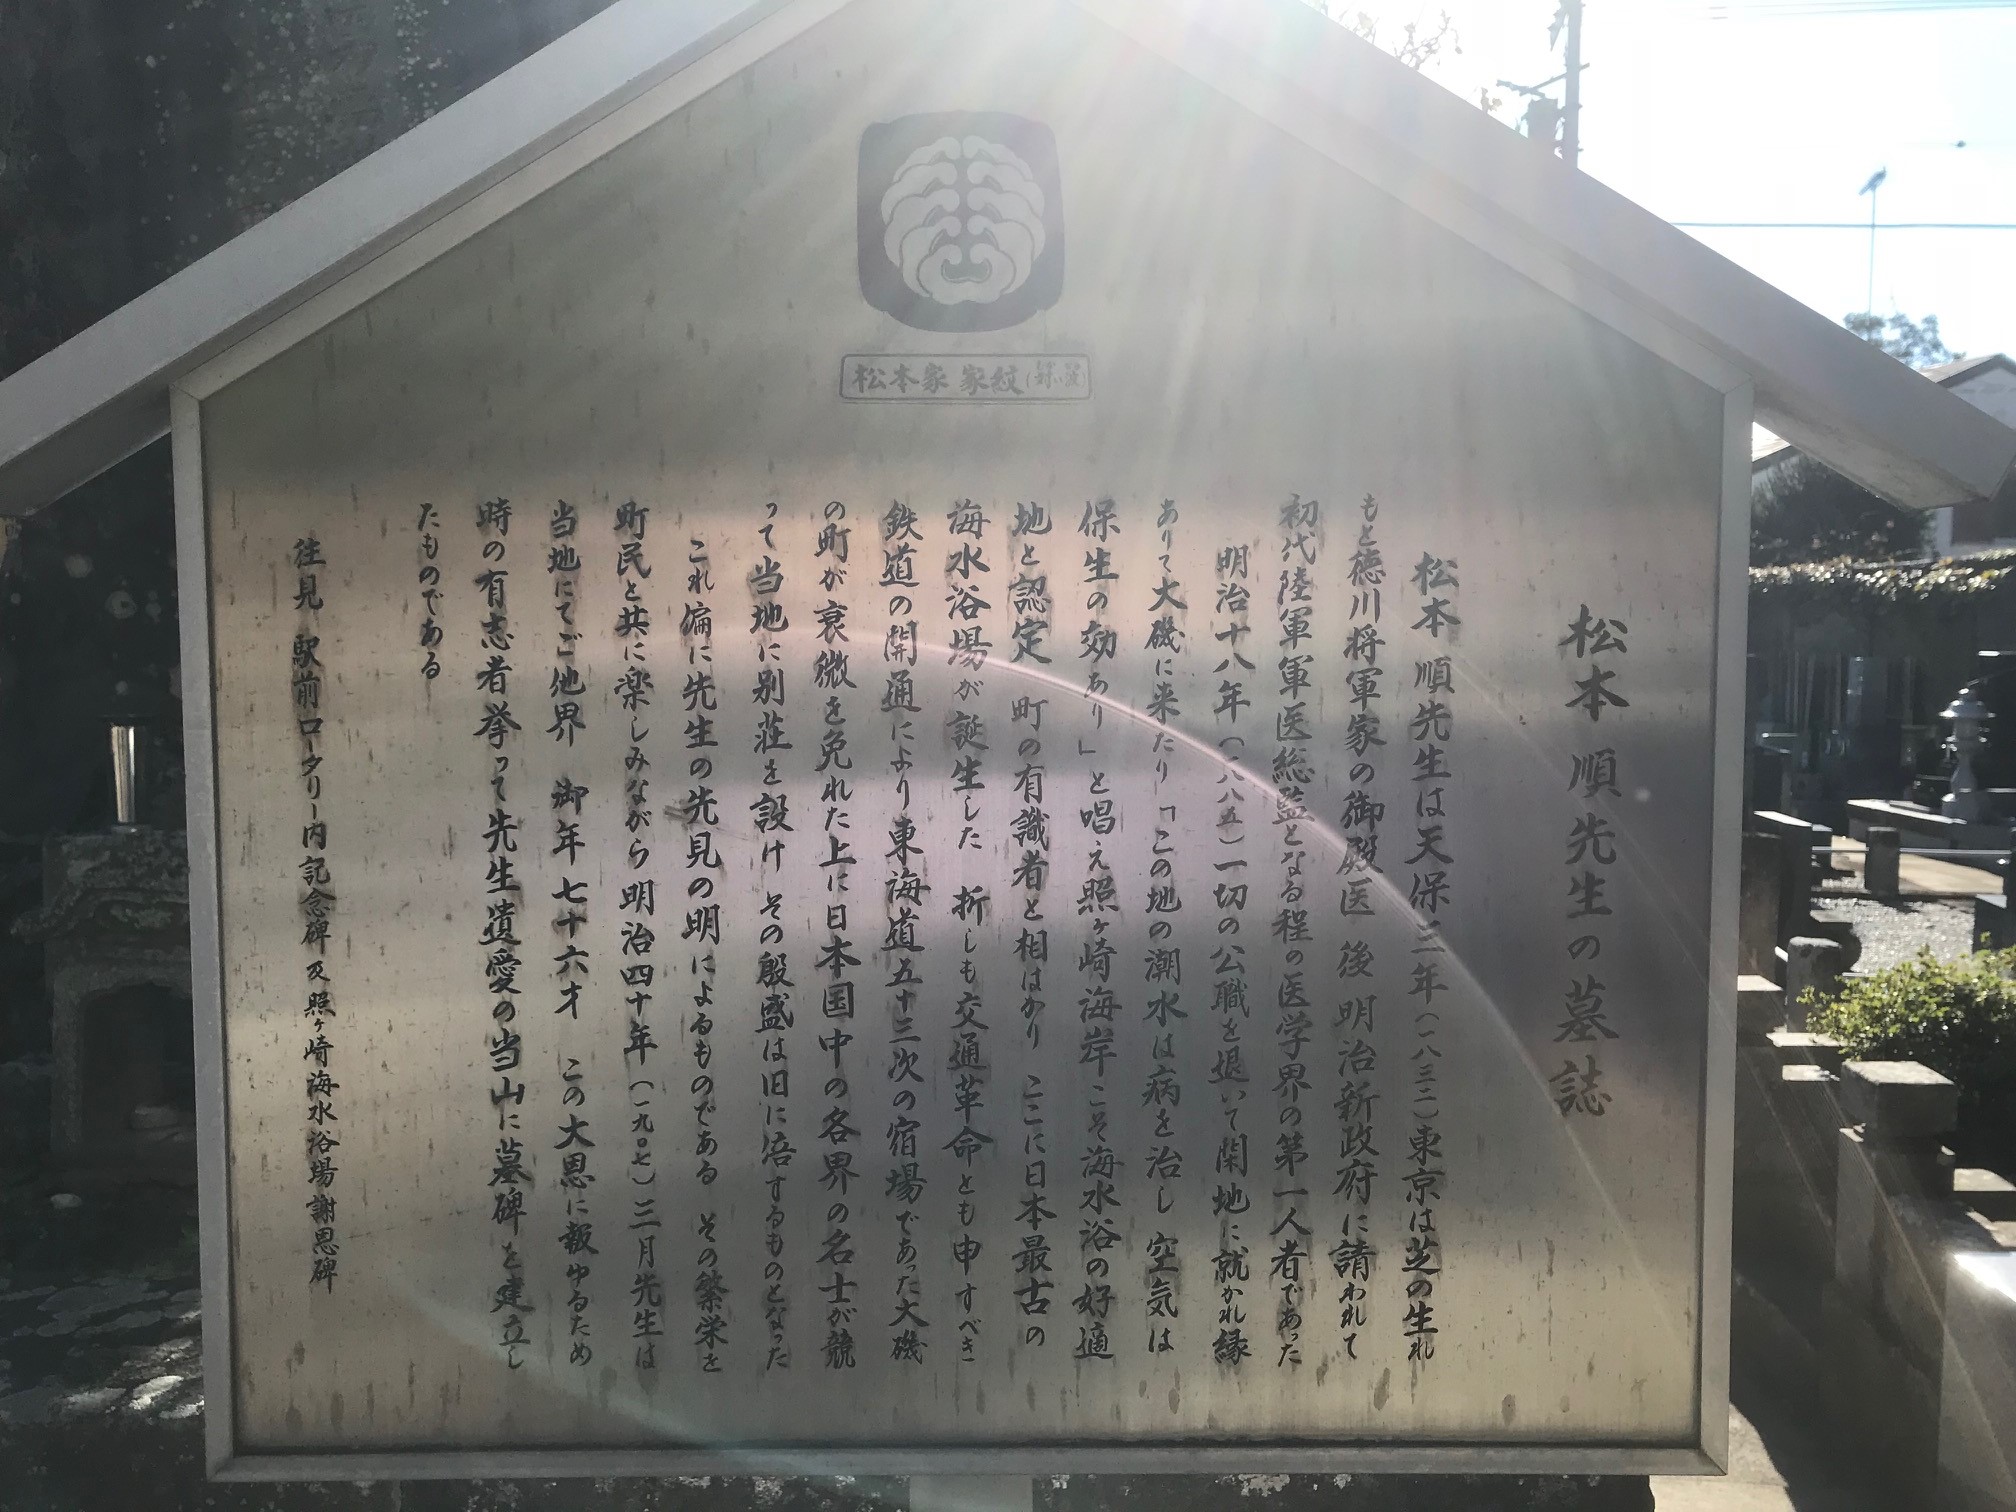 松本家 家紋(対い波)
松本 順先生の墓誌
松本 順先生は天保三年(一八三二)東京は芝の生れ
もと徳川将軍家の御殿医 後 明治新政府に請われて
初代陸軍軍医総監となる程の医学界の第一人者であった
明治十八年(一八八五)一切の公職を退いて閑地に就かれ縁
ありて大磯に来たり「この地の潮水は病を治し 空気は
保生の効あり」と唱え照ヶ崎海岸こそ海水浴の好適
地と認定 町の有識者と相はかり ここに日本最古の
海水浴場が誕生した 折しも交通革命とも申すべき
鉄道の開通により東海道五十三次の宿場であった大磯
の町が衰微を免れた上に日本国中の各界の名士が競
って当地に別荘を設け その殷盛は旧に倍するものとなった
これ偏に先生の先見の明によるものである その繁栄を
町民と共に楽しみながら明治四十年(一九〇七)三月先生は
当地にてご他界 御年七十六才 この大恩に報ゆるため
時の有志者挙って先生遺愛の当山に墓碑を建立し
たものである
往見 駅前ロータリー内記念碑及照ヶ崎海水浴場謝恩碑